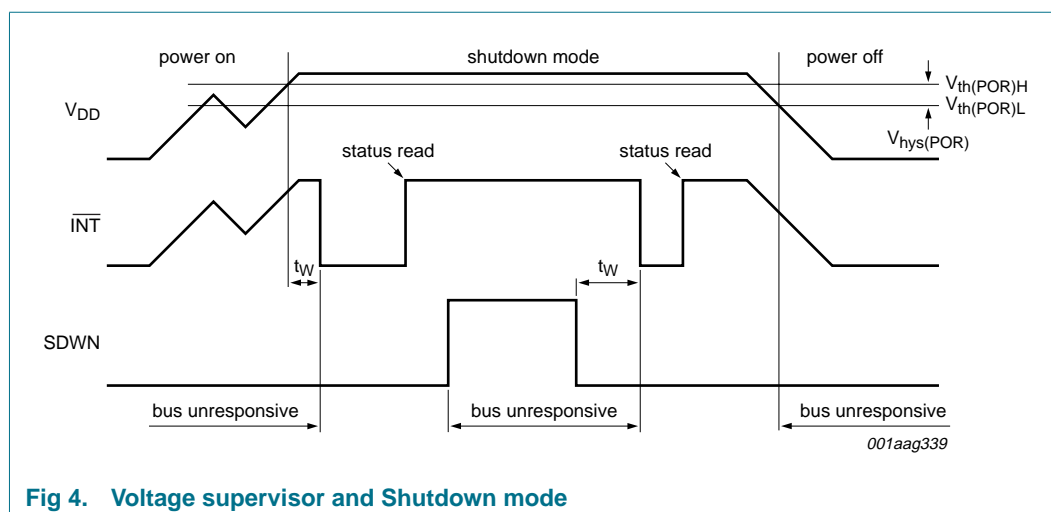 power on
shutdown mode
power off
Vth(POR)H
VDD
Vth(POR)L
Vhys(POR)
status read
status read
INT
tW
tW
SDWN
bus unresponsive
bus unresponsive
bus unresponsive
001aag339
Fig 4. Voltage supervisor and Shutdown mode